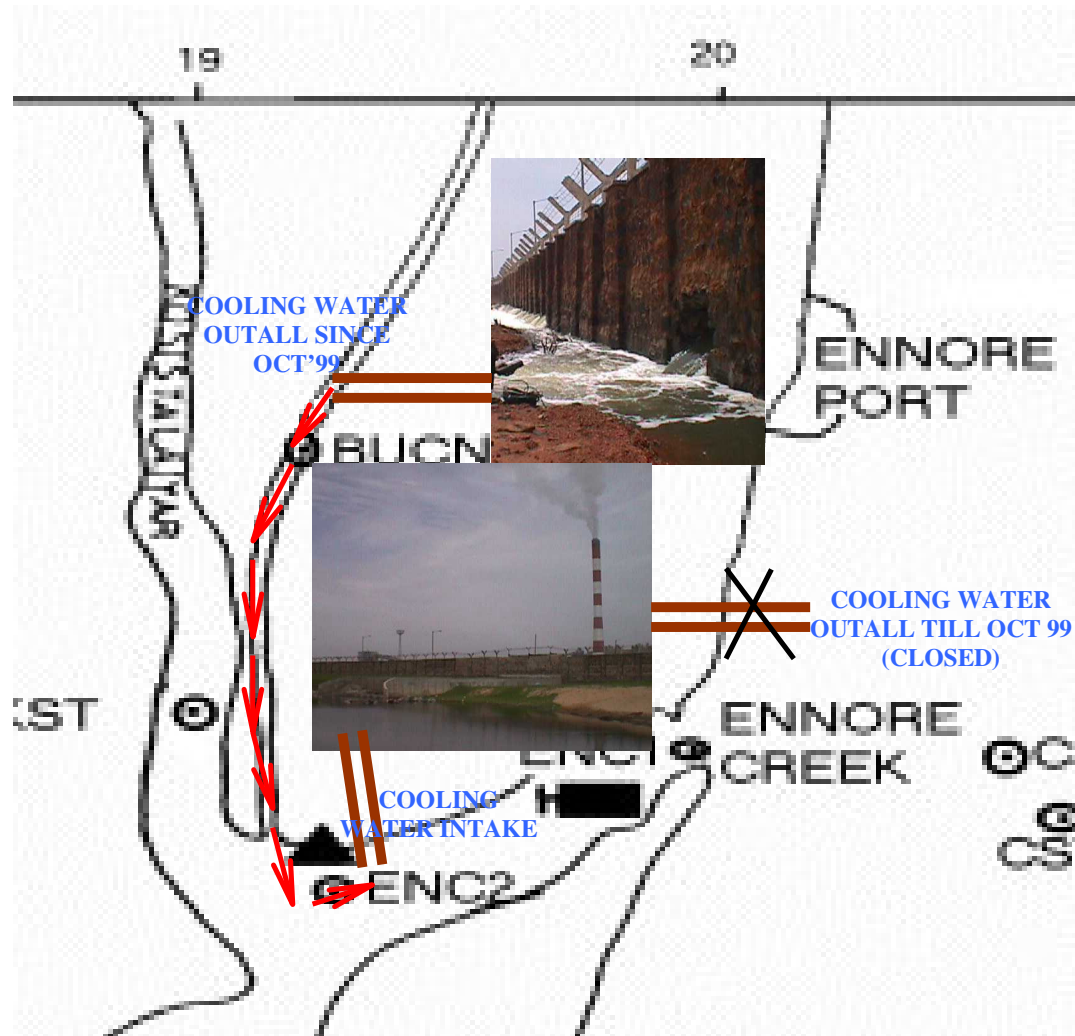 19
20
COOLING WATER
OUTALL SINCE
OCT'99
ENNORE
PORT
BUCN
COOLING WATER
OUTALL TILL OCT 99
(CLOSED)
ENNORE
CREEK
ENC1
COOLING
WATER INTAKE
ENC2